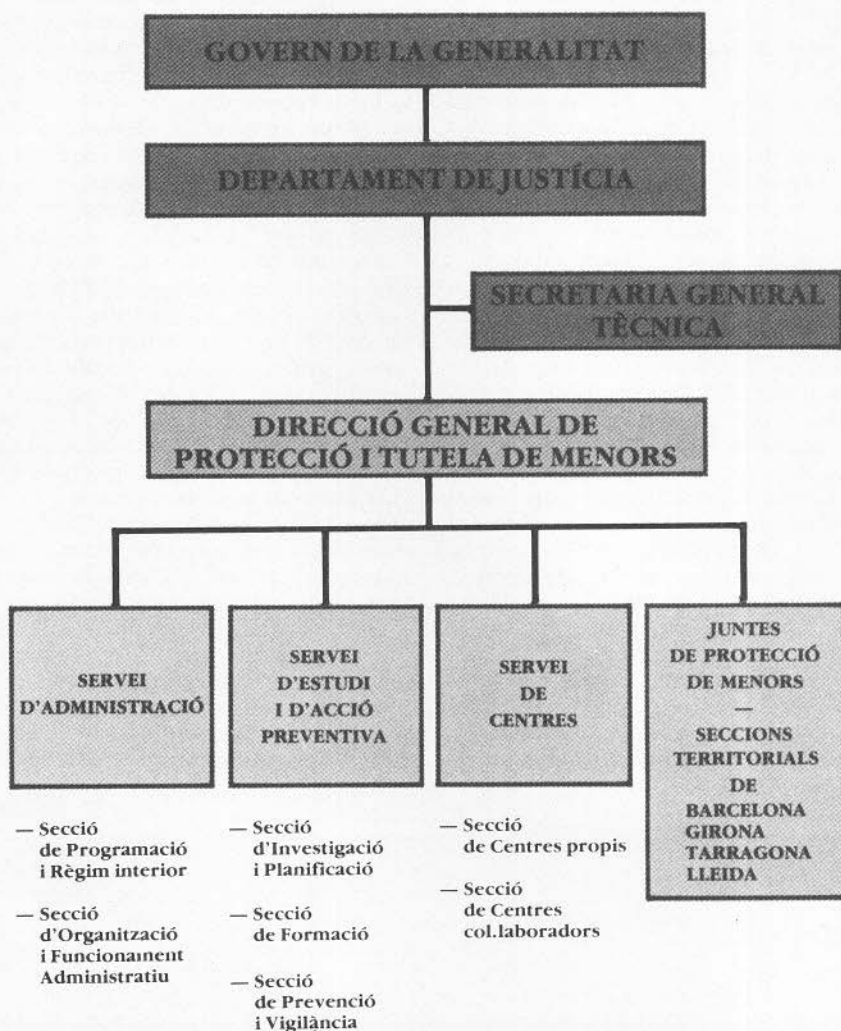 GOVERN DE LA GENERALITAT
DEPARTAMENT DE JUSTÍCIA
SECRETARIA GENERAL
TÈCNICA
DIRECCIÓ GENERAL DE
PROTECCIÓ I TUTELA DE MENORS
SERVEI
D'ADMINISTRACIÓ
— Secció
de Programació
i Règim interior
— Secció
d'Organització
i Funcionament
Administratiu
SERVEI
D'ESTUDI
I D'ACCIÓ
PREVENTIVA
— Secció
d'Investigació
i Planificació
— Secció
de Formació
— Secció
de Prevenció
i Vigilància
SERVEI
DE
CENTRES
— Secció
de Centres propis
— Secció
de Centres
col.laboradors
JUNTES
DE PROTECCIÓ
DE MENORS
—
SECCIONS
TERRITORIALS
DE
BARCELONA
GIRONA
TARRAGONA
LLEIDA